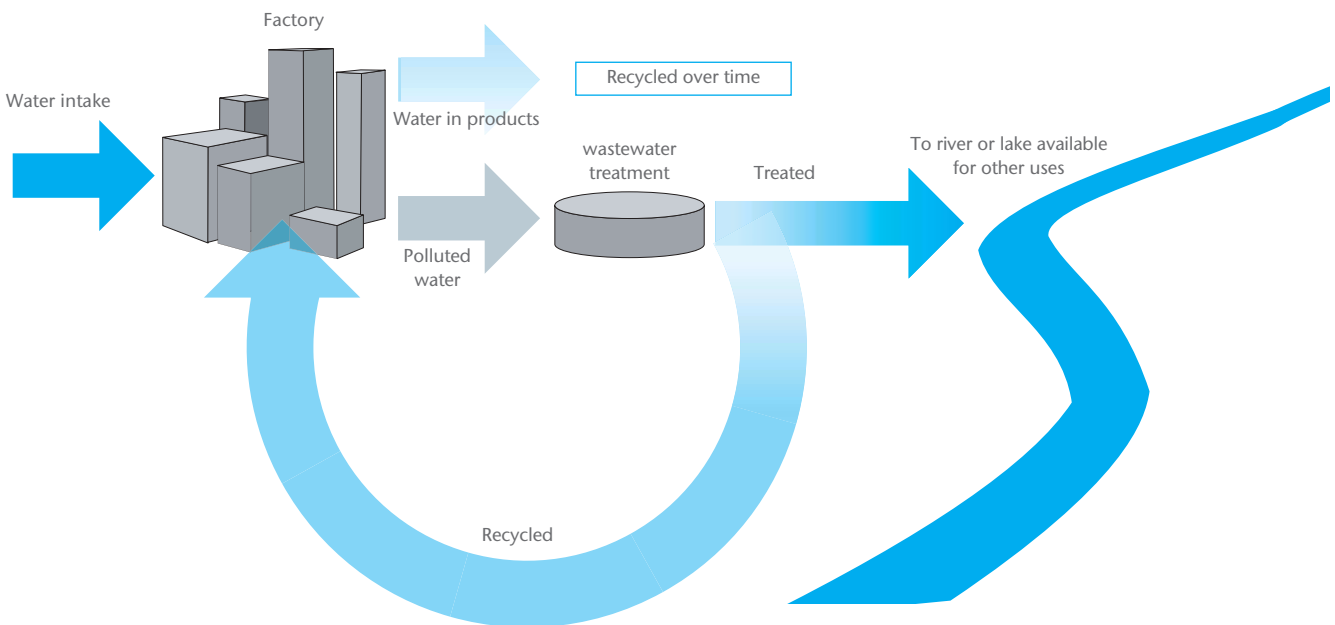 Factory
Water intake
Recycled over time
Water in products
wastewater
treatment
Treated
To river or lake available
for other uses
Polluted
water
Recycled